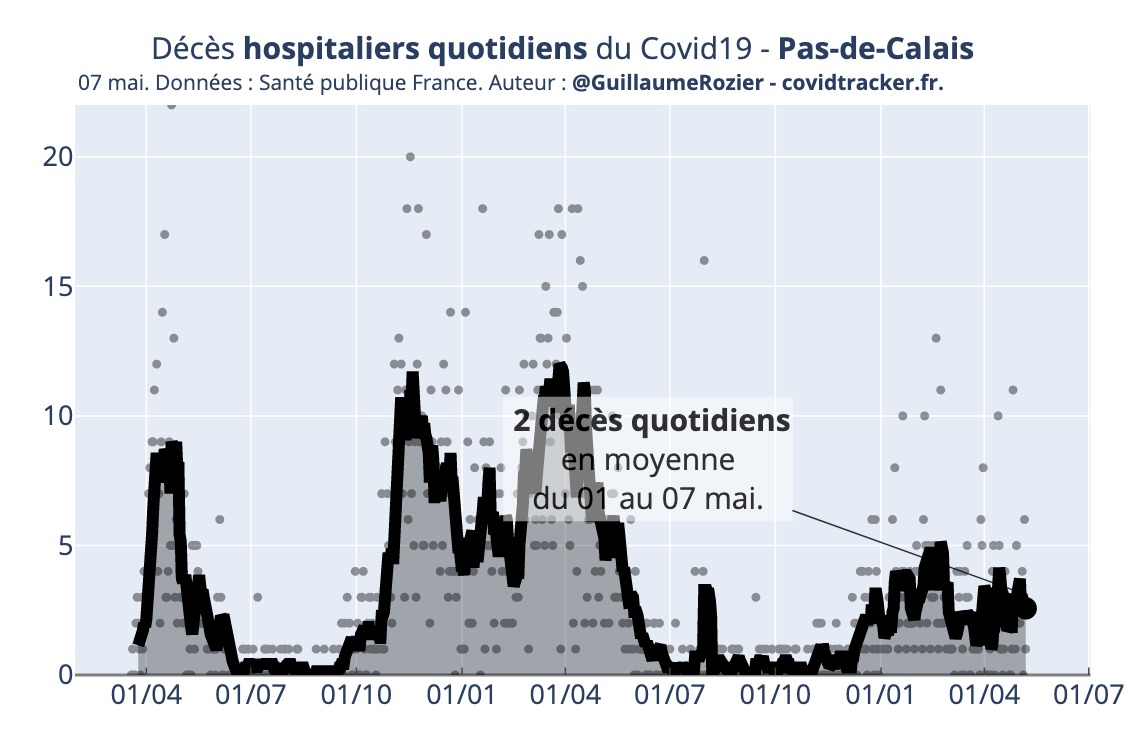 Décès hospitaliers quotidiens du Covid19 - Pas-de-Calais
07 mai. Données : Santé publique France. Auteur : @GuillaumeRozier - covidtracker.fr.
20
15
10
5
0
2 décès quotidiens
en moyenne
du 01 au 07 mai.
01/04 01/07 01/10 01/01 01/04 01/07 01/10 01/01 01/04 01/07